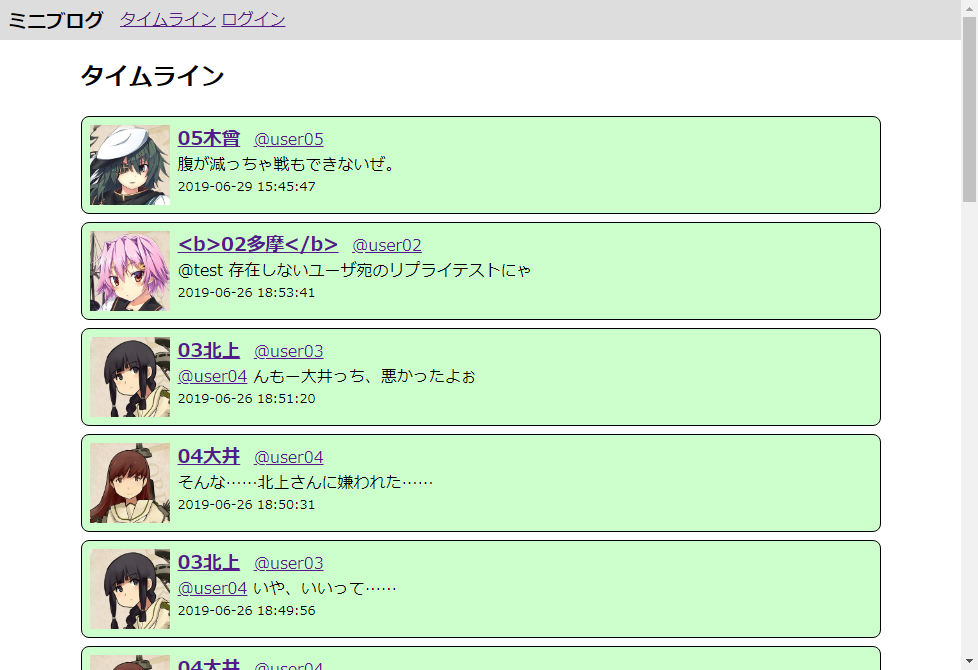 ミニブログ タイムライン ログイン
タイムライン
05木曾 @user05
腹が減っちゃ戦もできないぜ。
2019-06-29 15:45:47
<b>02多摩</b> @user02
@test 存在しないユーザ宛のリプライテストにゃ
2019-06-26 18:53:41
03北上 @user03
@user04 んもー大井っち、悪かったよぉ
2019-06-26 18:51:20
04大井 @user04
そんな……北上さんに嫌われた……
2019-06-26 18:50:31
03北上 @user03
@user04 いや、いいって……
2019-06-26 18:49:56
04大井 @user04